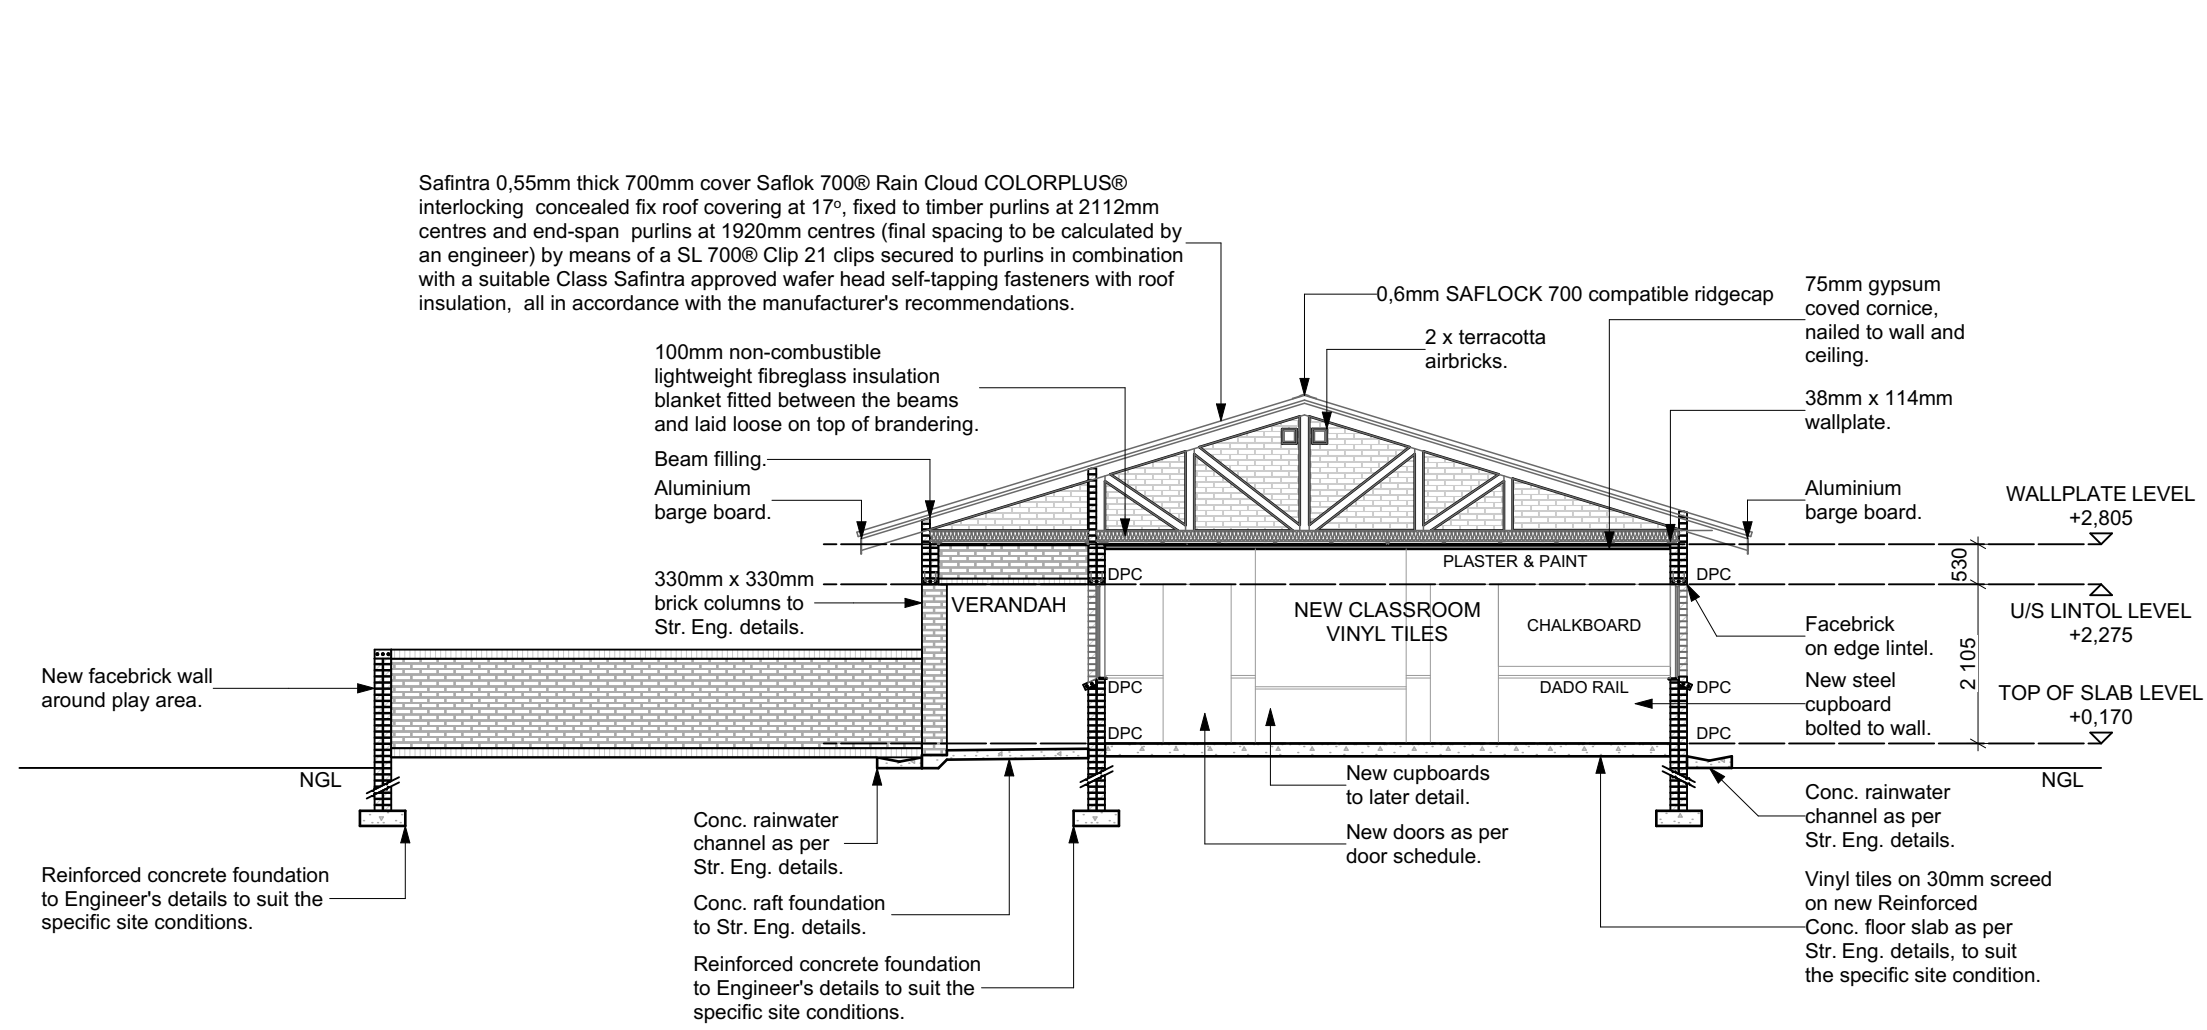 Safintra 0,55mm thick 700mm cover Saflok 700® Rain Cloud COLORPLUS®
interlocking concealed fix roof covering at 17º, fixed to timber purlins at 2112mm
centres and end-span purlins at 1920mm centres (final spacing to be calculated by
an engineer) by means of a SL 700® Clip 21 clips secured to purlins in combination
with a suitable Class Safintra approved wafer head self-tapping fasteners with roof
insulation, all in accordance with the manufacturer's recommendations.
0,6mm SAFLOCK 700 compatible ridgecap
2 x terracotta
airbricks.
75mm gypsum
coved cornice,
nailed to wall and
ceiling.
38mm x 114mm
wallplate.
100mm non-combustible
lightweight fibreglass insulation
blanket fitted between the beams
and laid loose on top of brandering.
Beam filling.
Aluminium
barge board.
Aluminium
barge board.
WALLPLATE LEVEL
+2,805
530
330mm x 330mm
brick columns to
Str. Eng. details.
DPC
PLASTER & PAINT
DPC
VERANDAH
NEW CLASSROOM
VINYL TILES
CHALKBOARD
U/S LINTOL LEVEL
+2,275
Facebrick
on edge lintel.
2 105
New facebrick wall
around play area.
DPC
DADO RAIL
DPC
New steel
cupboard
bolted to wall.
TOP OF SLAB LEVEL
+0,170
DPC
DPC
NGL
NGL
New cupboards
to later detail.
New doors as per
door schedule.
Conc. rainwater
channel as per
Str. Eng. details.
Conc. rainwater
channel as per
Str. Eng. details.
Reinforced concrete foundation
to Engineer's details to suit the
specific site conditions.
Conc. raft foundation
to Str. Eng. details.
Vinyl tiles on 30mm screed
on new Reinforced
Conc. floor slab as per
Str. Eng. details, to suit
the specific site condition.
Reinforced concrete foundation
to Engineer's details to suit the
specific site conditions.